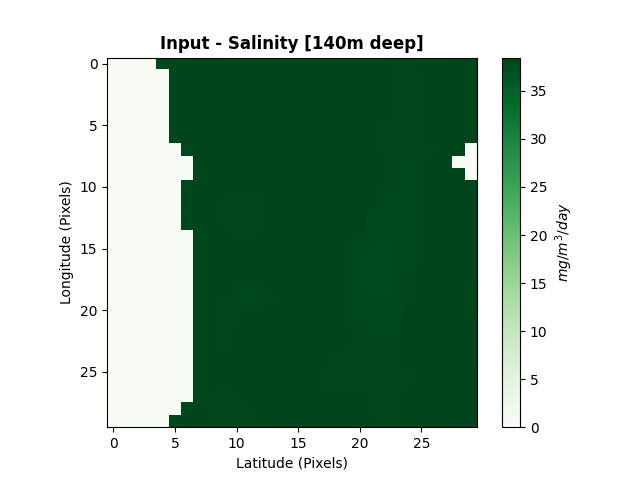 Input - Salinity [140m deep]
0
5
10
15
20
25
Longitude (Pixels)
0 5 10 15 20 25
Latitude (Pixels)
35
30
25
20
15
10
5
0
mg/m³/day